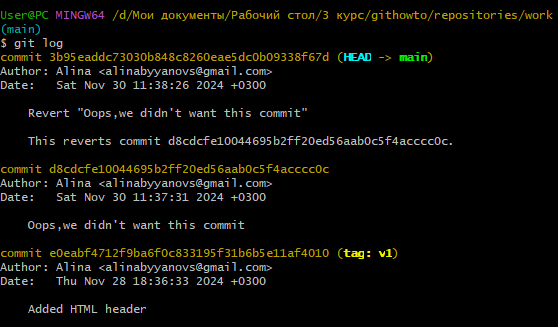 User@PC MINGW64 /d/Мои документы/Рабочий стол/3 курс/githowto/repositories/work
(main)
$ git log
commit 3b95eaddc73030b848c8260eae5dc0b09338f67d (HEAD -> main)
Author: Alina <alinabyyanovs@gmail.com>
Date:   Sat Nov 30 11:38:26 2024 +0300
Revert "Oops,we didn't want this commit"
This reverts commit d8cdcfe10044695b2ff20ed56aab0c5f4acccc0c.
commit d8cdcfe10044695b2ff20ed56aab0c5f4acccc0c
Author: Alina <alinabyyanovs@gmail.com>
Date:   Sat Nov 30 11:37:31 2024 +0300
Oops,we didn't want this commit
commit e0eabf4712f9ba6f0c833195f31b6b5e11af4010 (tag: v1)
Author: Alina <alinabyyanovs@gmail.com>
Date:   Thu Nov 28 18:36:33 2024 +0300
Added HTML header